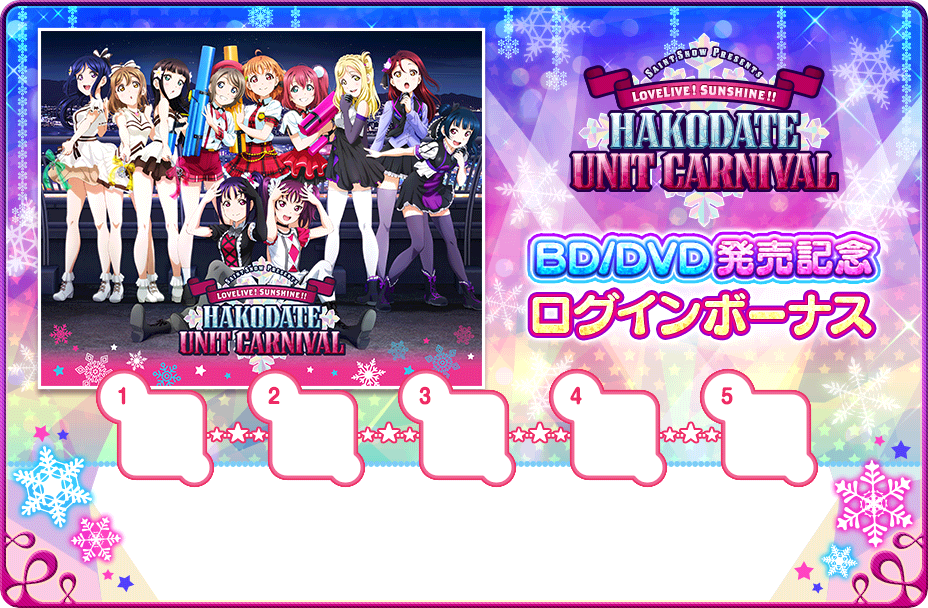 SAINT SNOW PRESENTS
LOVELIVE! SUNSHINE!!
HAKODATE
UNIT CARNIVAL
BD/DVD発売記念
ログインボーナス
SAINT SNOW PRESENTS
LOVELIVE! SUNSHINE!!
HAKODATE
UNIT CARNIVAL
1 2 3 4 5